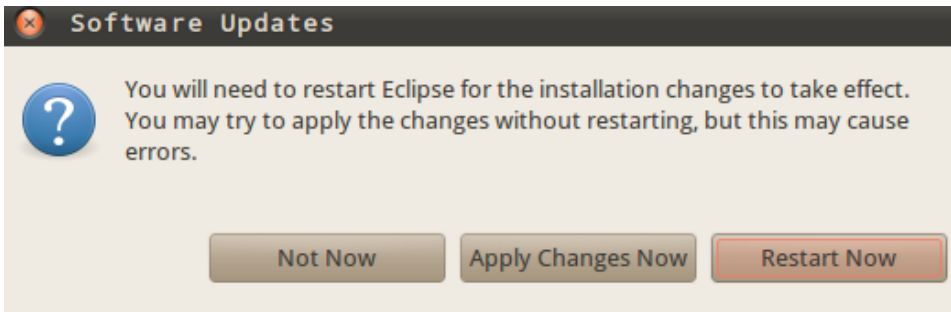 Software Updates
You will need to restart Eclipse for the installation changes to take effect.
You may try to apply the changes without restarting, but this may cause
errors.
Not Now
Apply Changes Now
Restart Now